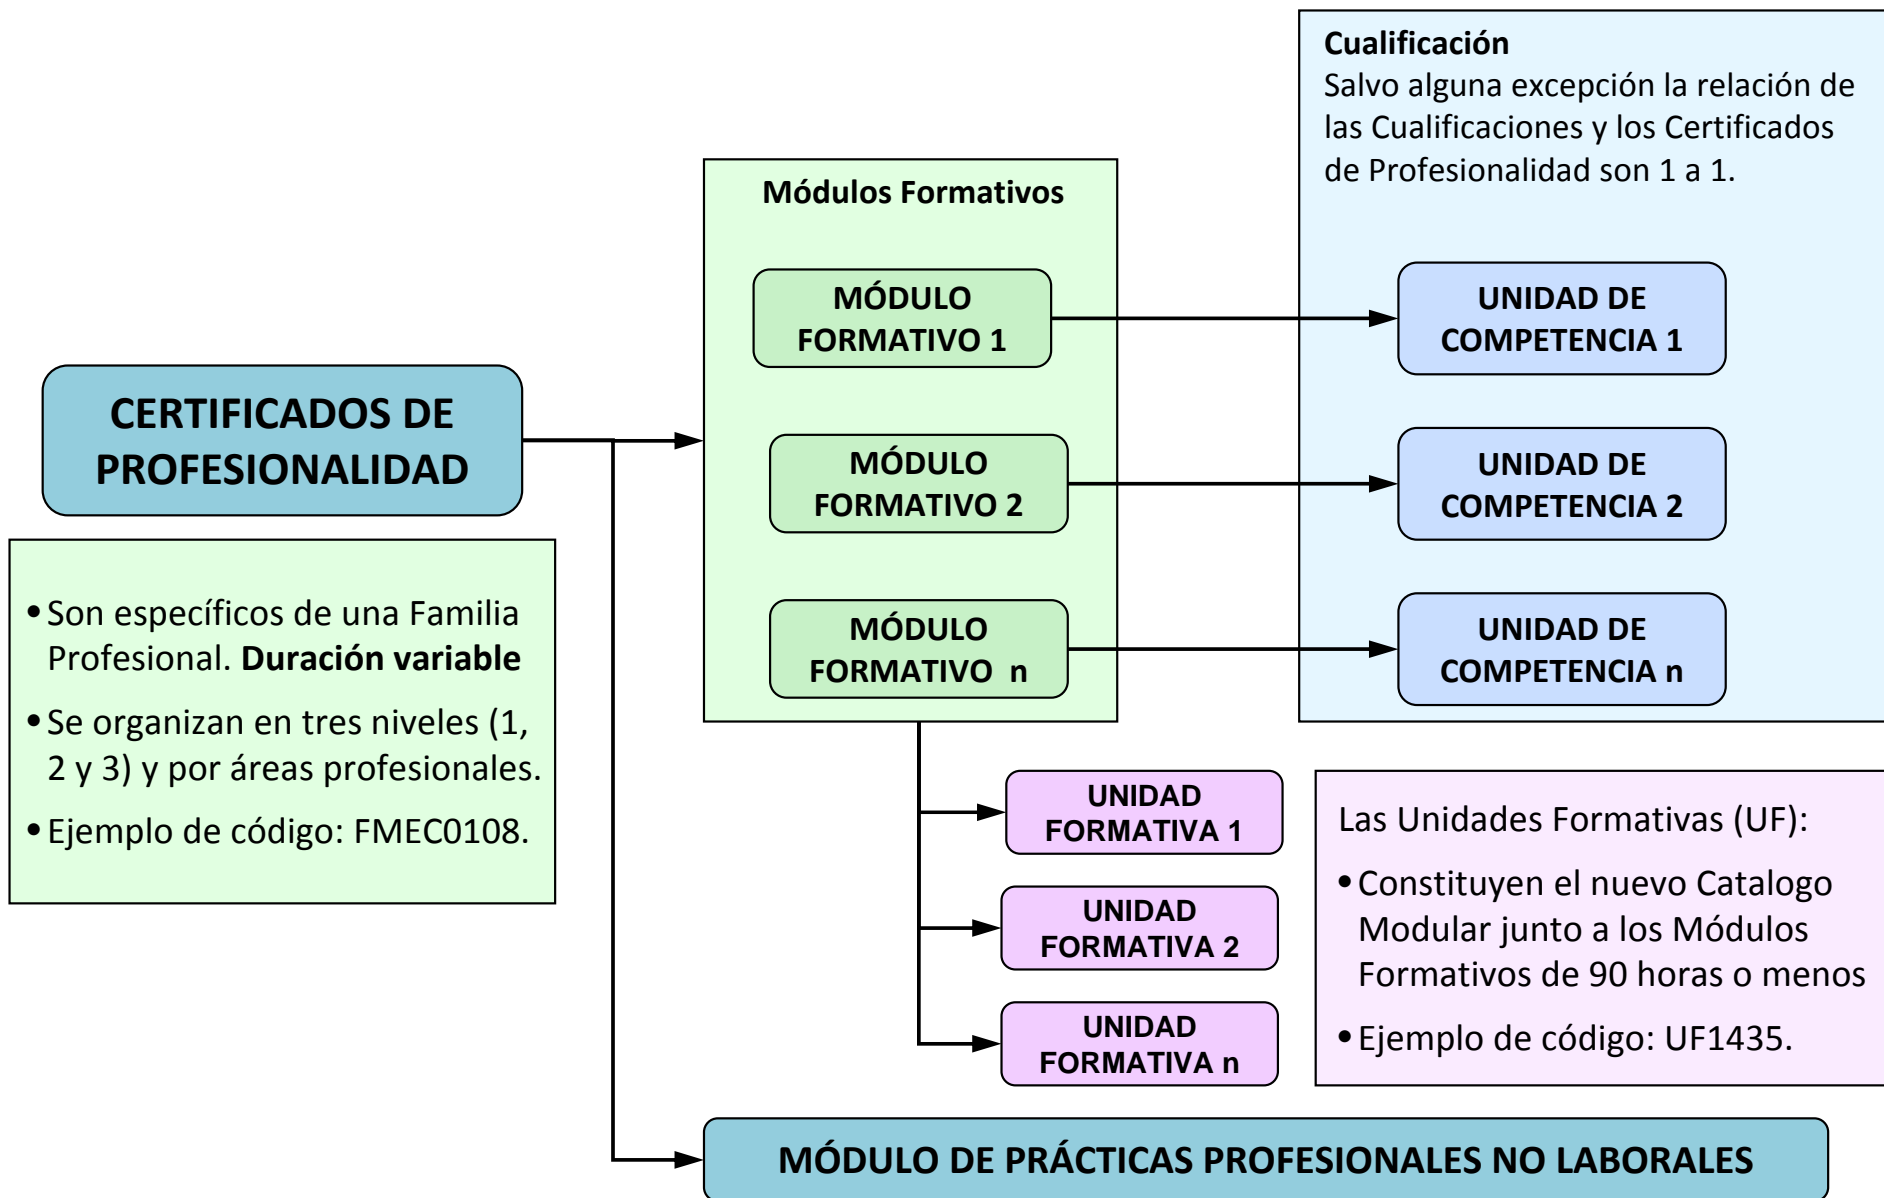 CERTIFICADOS DE
PROFESIONALIDAD
• Son específicos de una Familia
Profesional. Duración variable
• Se organizan en tres niveles (1,
2 y 3) y por áreas profesionales.
• Ejemplo de código: FMEC0108.
Módulos Formativos
MÓDULO
FORMATIVO 1
MÓDULO
FORMATIVO 2
MÓDULO
FORMATIVO n
Cualificación
Salvo alguna excepción la relación de
las Cualificaciones y los Certificados
de Profesionalidad son 1 a 1.
UNIDAD DE
COMPETENCIA 1
UNIDAD DE
COMPETENCIA 2
UNIDAD DE
COMPETENCIA n
UNIDAD
FORMATIVA 1
UNIDAD
FORMATIVA 2
UNIDAD
FORMATIVA n
Las Unidades Formativas (UF):
• Constituyen el nuevo Catalogo
Modular junto a los Módulos
Formativos de 90 horas o menos
• Ejemplo de código: UF1435.
MÓDULO DE PRÁCTICAS PROFESIONALES NO LABORALES